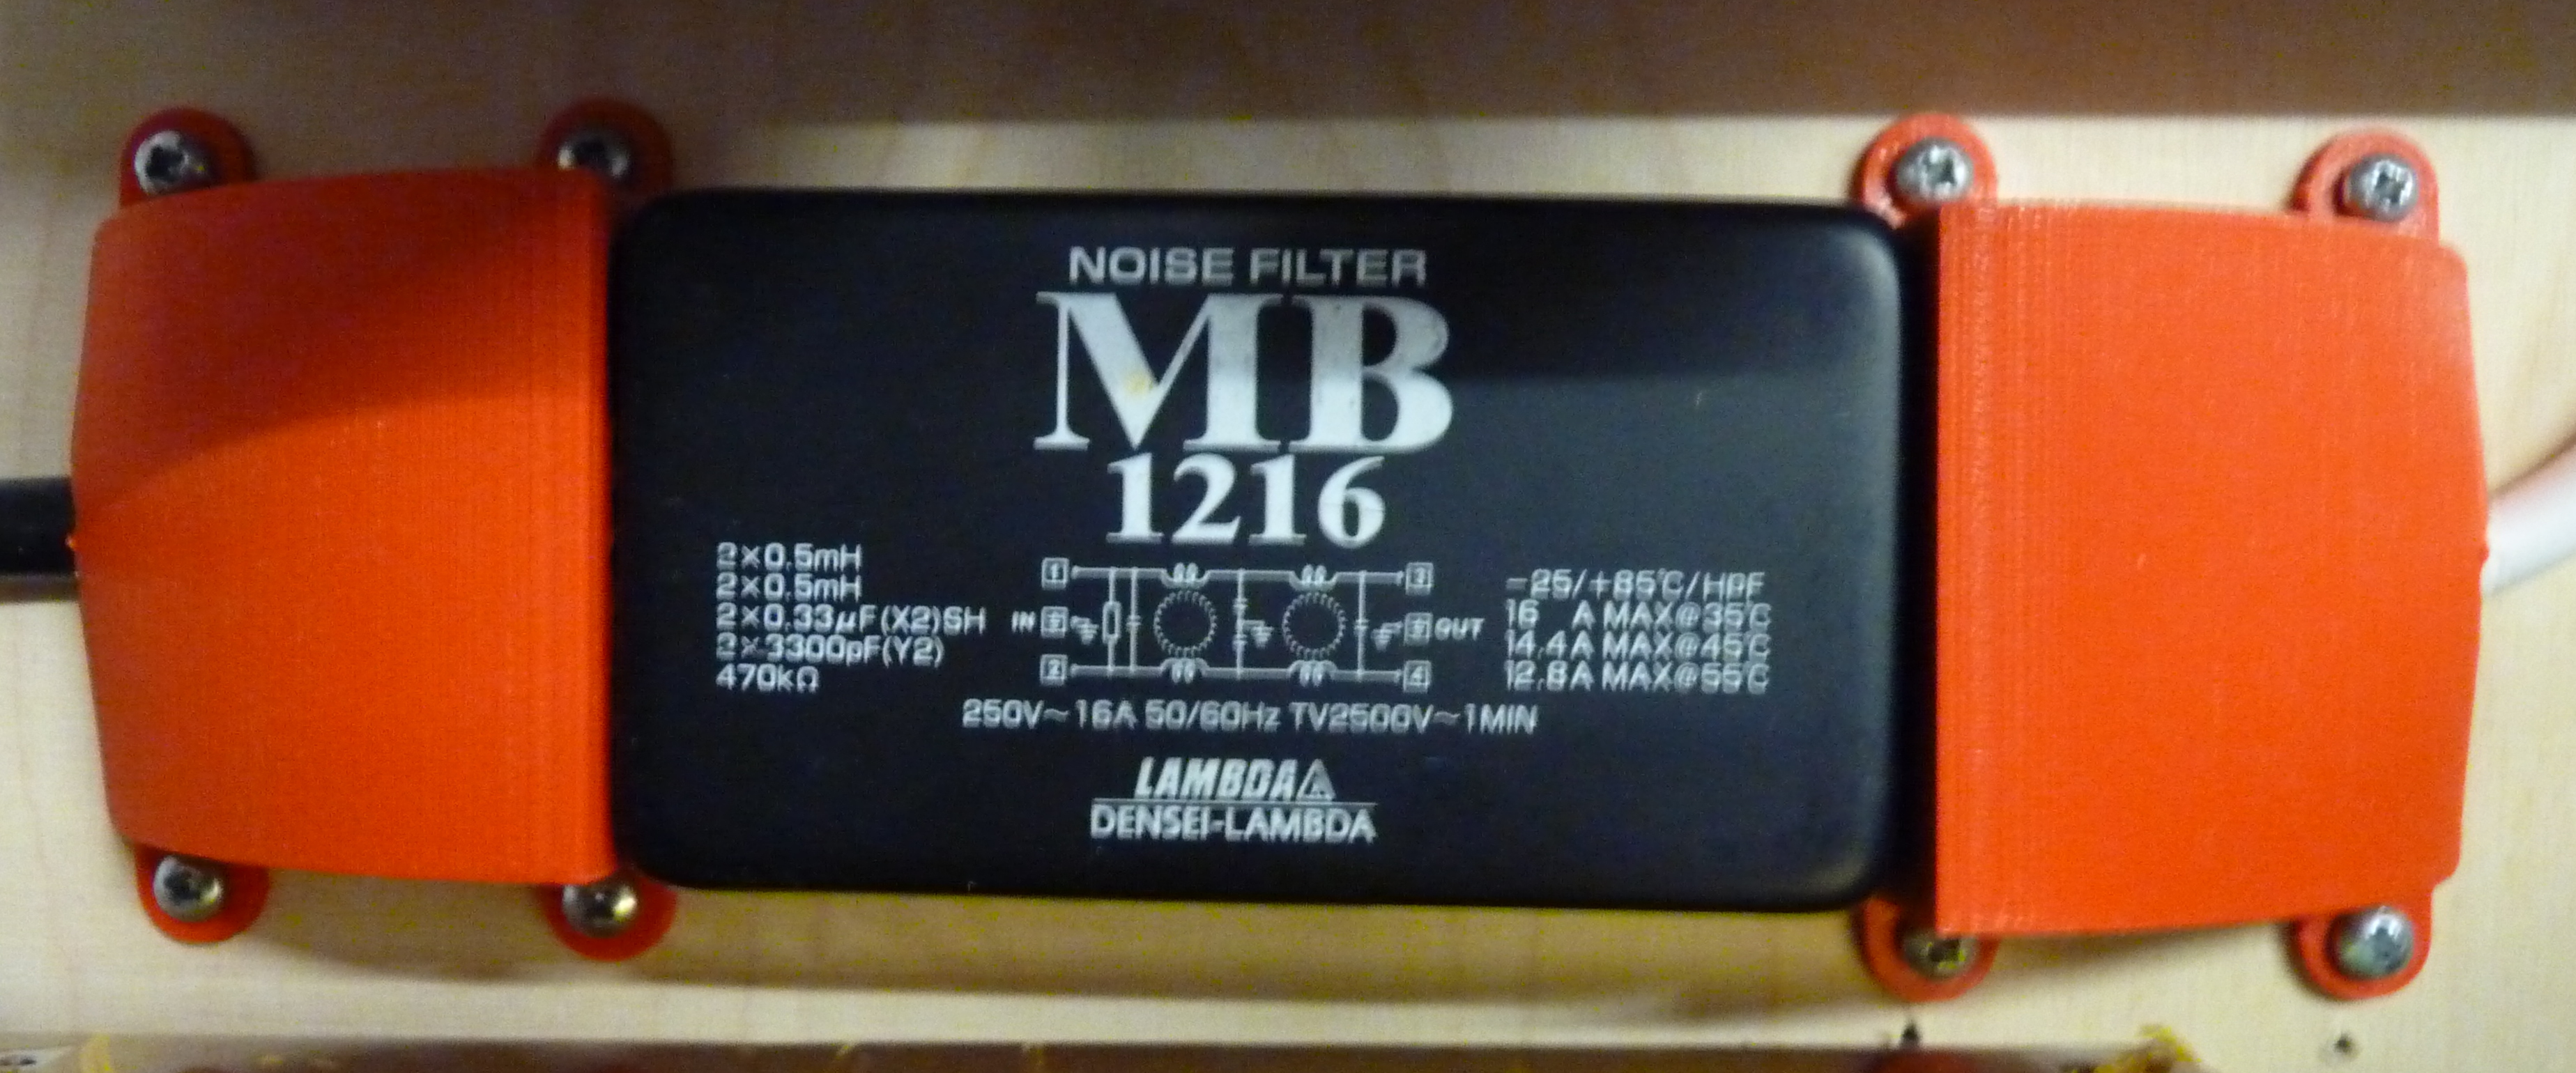 NOISE FILTER
MB
1216
2×0.5mH
2×0.5mH
2×0.33μF(X2)SH
2×3300pF(Y2)
470kΩ
1
3
IN
OUT
2
4
-25/+85℃/HPF
16 A MAX@35℃
14.4A MAX@45℃
12.8A MAX@55℃
250V~16A 50/60Hz TV2500V~1MIN
LAMBDA
DENSEI-LAMBDA